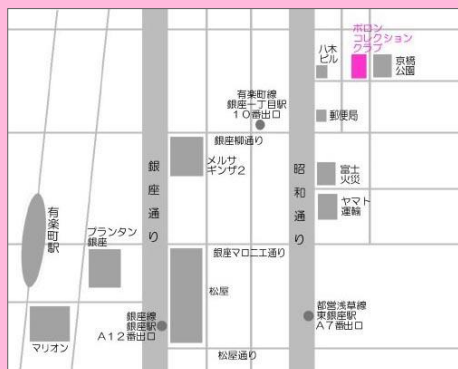 ボロン
コレクション
クラブ
八木
ビル
京橋
公園
有楽町線
銀座一丁目駅
10番出口
郵便局
銀座柳通り
メルサ
ギンザ2
銀座通り
昭和通り
富士
火災
ヤマト
運輸
有楽町駅
プランタン
銀座
銀座マロニエ通り
松屋
銀座線
銀座駅
A12番出口
都営浅草線
東銀座駅
A7番出口
マリオン
松屋通り